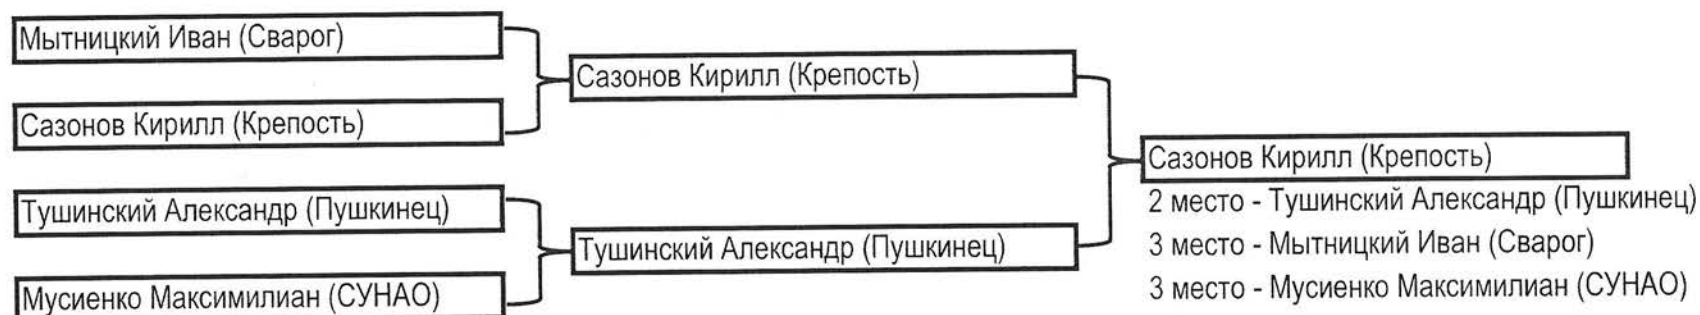 Мытницкий Иван (Сварог)
Сазонов Кирилл (Крепость)
Тушинский Александр (Пушкинец)
Мусиенко Максимилиан (СУНАО)
Сазонов Кирилл (Крепость)
Тушинский Александр (Пушкинец)
Сазонов Кирилл (Крепость)
2 место - Тушинский Александр (Пушкинец)
3 место - Мытницкий Иван (Сварог)
3 место - Мусиенко Максимилиан (СУНАО)